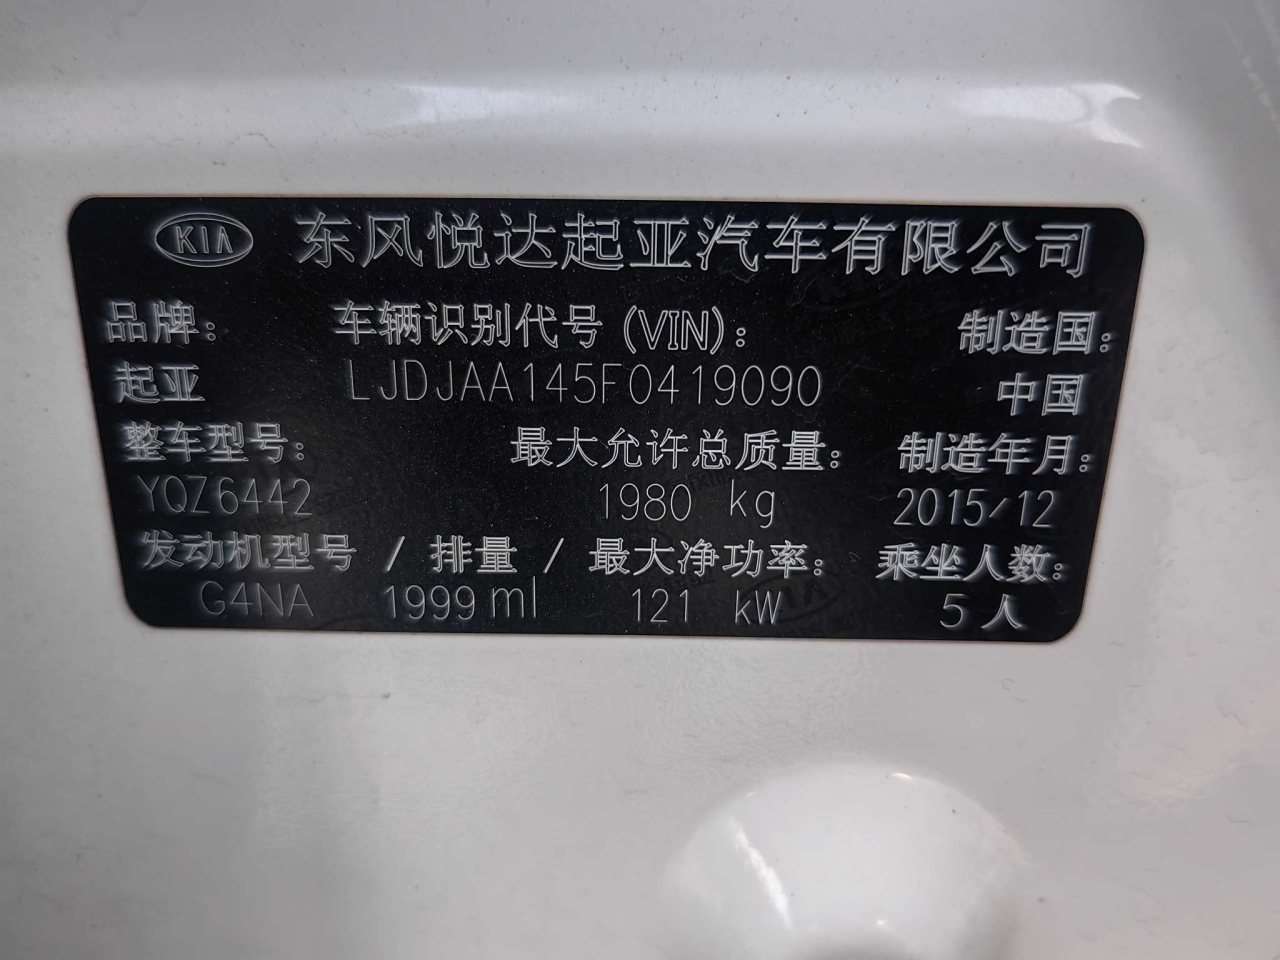 KIA 东风悦达起亚汽车有限公司
品牌: 车辆识别代号 (VIN): 制造国:
起亚 LJDJAA145F0419090 中国
整车型号: 最大允许总质量: 制造年月:
YQZ6442 1980 kg 2015/12
发动机型号 / 排量 / 最大净功率: 乘坐人数:
G4NA 1999ml 121 kW 5人